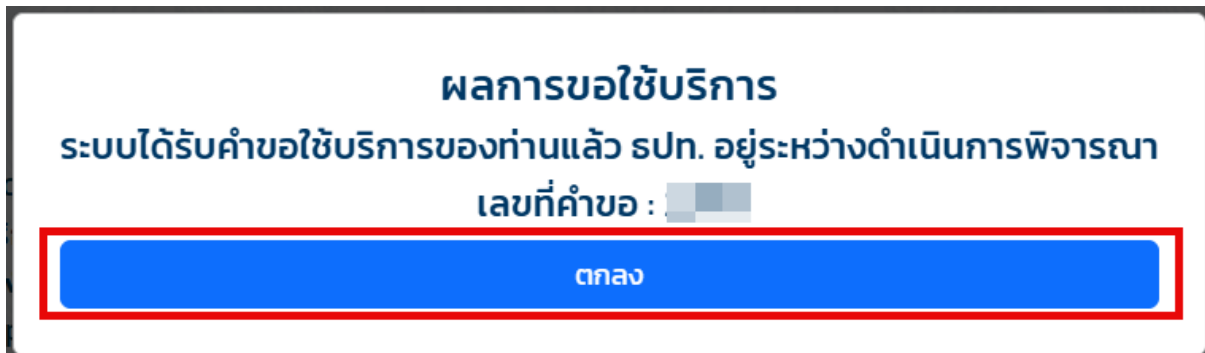 ผลการขอใช้บริการ
ระบบได้รับคำขอใช้บริการของท่านแล้ว ธปท. อยู่ระหว่างดำเนินการพิจารณา
เลขที่คำขอ :
ตกลง